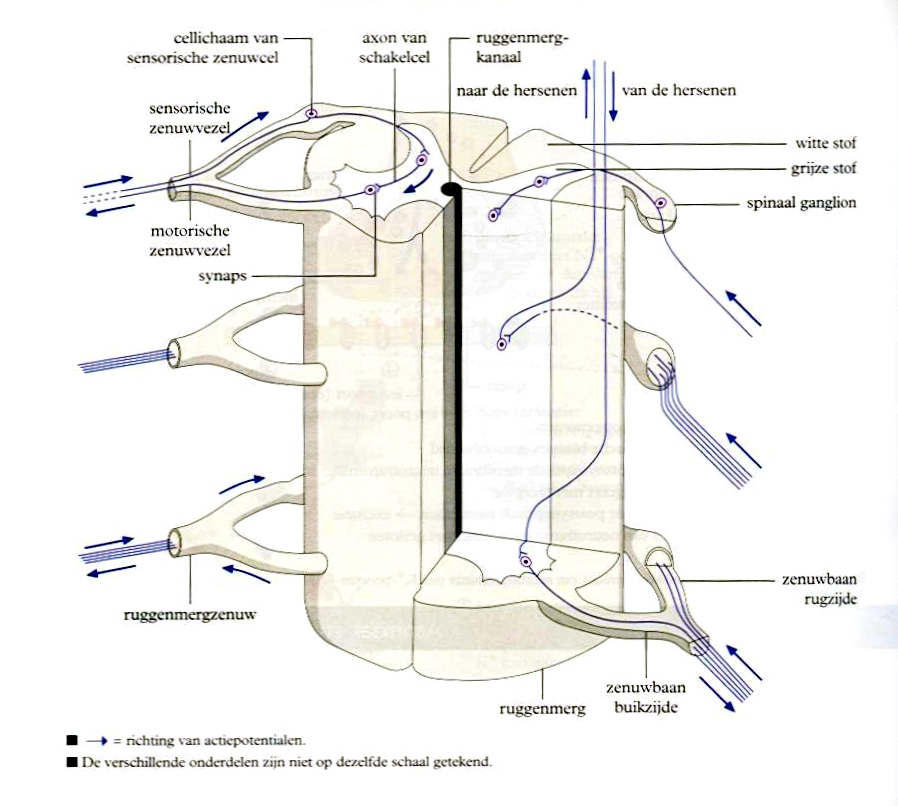 cellichaam van
sensorische zenuwcel
axon van
schakelcel
ruggenmerg-
kanaal
naar de hersenen
van de hersenen
sensorische
zenuwvezel
witte stof
grijze stof
spinaal ganglion
motorische
zenuwvezel
synaps
ruggenmergzenuw
zenuwbaan
rugzijde
zenuwbaan
buikzijde
ruggenmerg
= richting van actiepotentialen.
De verschillende onderdelen zijn niet op dezelfde schaal getekend.